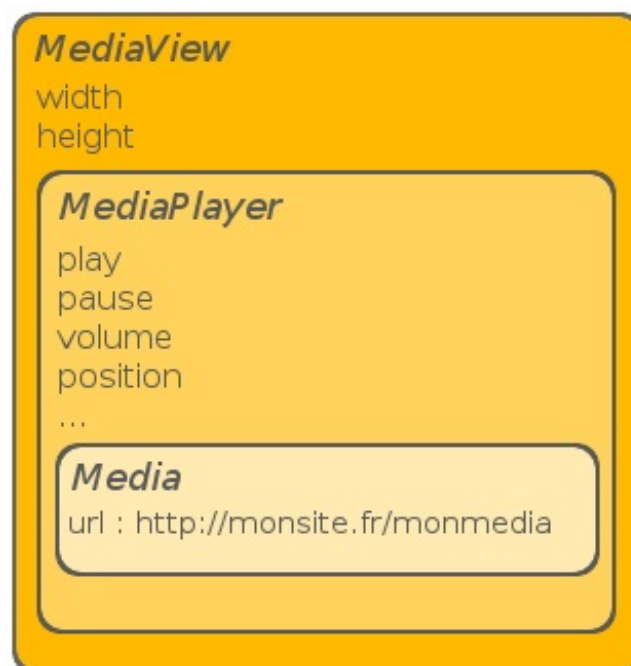 MediaView
width
height
MediaPlayer
play
pause
volume
position
...
Media
url : http://monsite.fr/monmedia